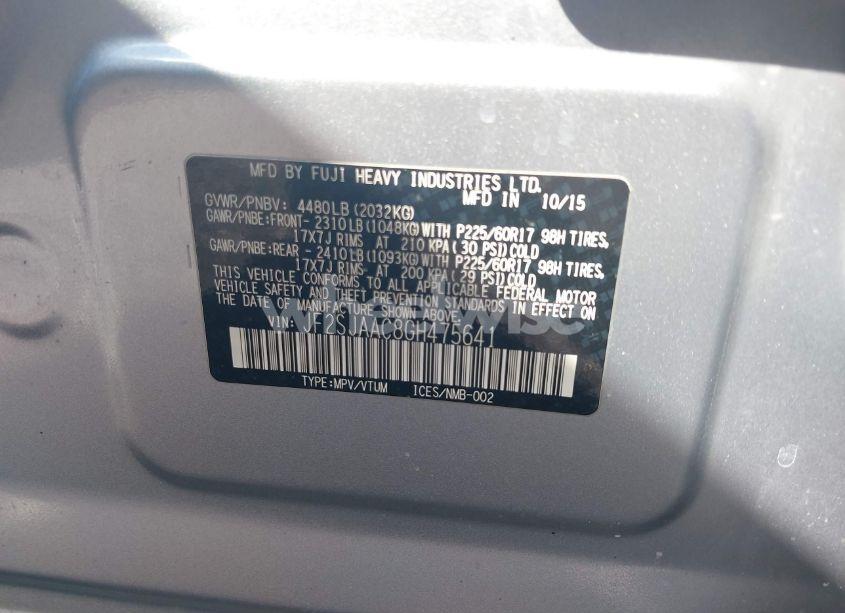 MFD BY FUJI HEAVY INDUSTRIES LTD.
MFD IN 10/15
GVWR/PNBV: 4480LB(2032KG)
GAWR/PNBE:FRONT- 2310LB(1048KG)WITH P225/60R17 98H TIRES,
17X7J RIMS AT 210 KPA( 30 PSI)COLD
GAWR/PNBE:REAR - 2410LB(1093KG)WITH P225/60R17 98H TIRES,
17X7J RIMS AT 200 KPA( 29 PSI)COLD
THIS VEHICLE CONFORMS TO ALL APPLICABLE FEDERAL MOTOR
VEHICLE SAFETY AND THEFT PREVENTION STANDARDS IN EFFECT ON
THE DATE OF MANUFACTURE SHOWN ABOVE.
VIN: JF2SJAAC8GH475641
TYPE:MPV/VTUM ICES/NMB-002